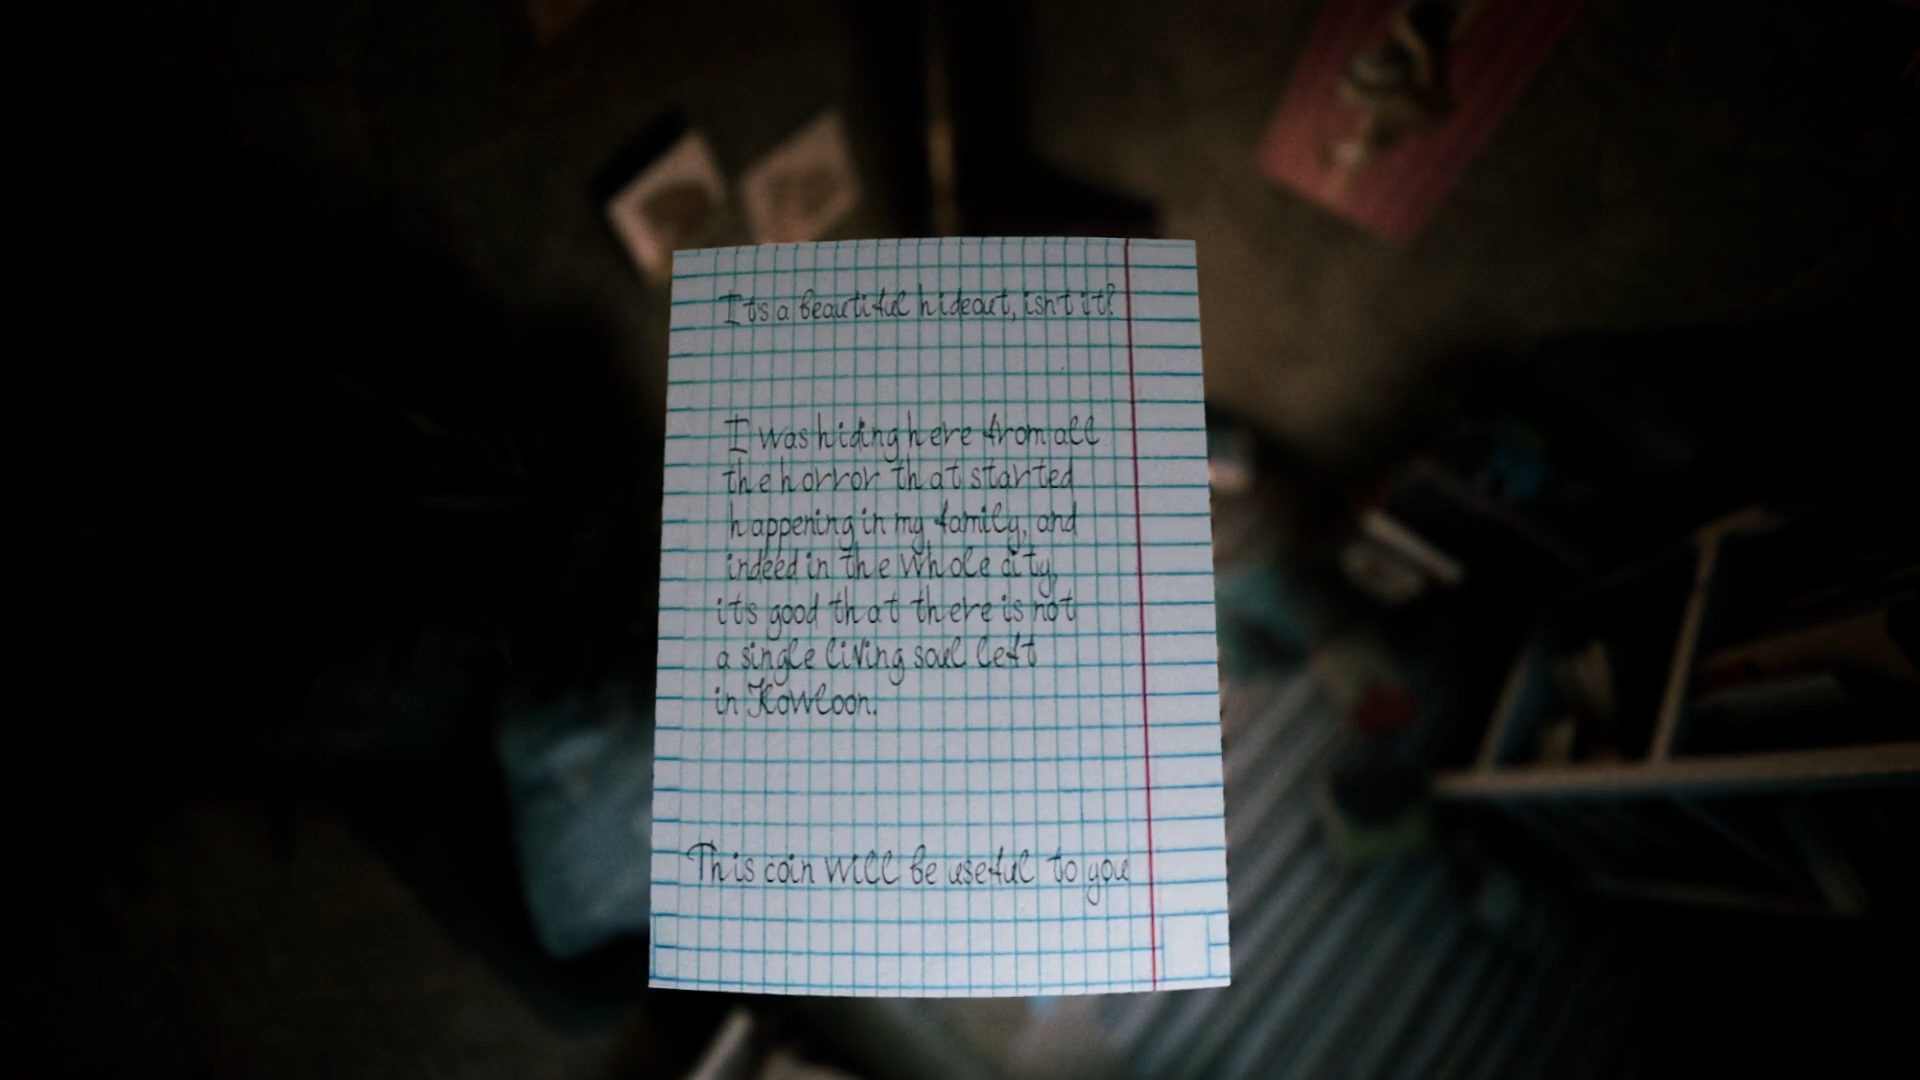 It's a beautiful hideout, isn't it?
I was hiding here from all
the horror that started
happening in my family, and
indeed in the whole city,
it's good that there is not
a single living soul left
in Kowloon.
This coin will be useful to you